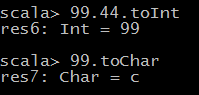 scala> 99.44.toInt
res6: Int = 99
scala> 99.toChar
res7: Char = c